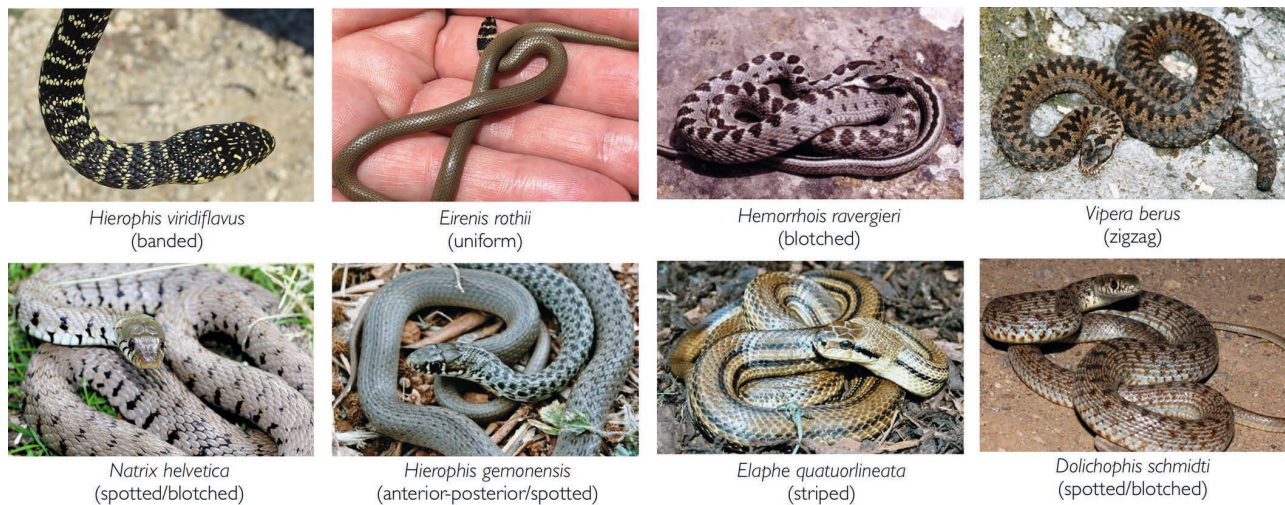 Hierophis viridiflavus
(banded)
Eirenis rothii
(uniform)
Hemorrhois ravergieri
(blotched)
Vipera berus
(zigzag)
Natrix helvetica
(spotted/blotched)
Hierophis gemonensis
(anterior-posterior/spotted)
Elaphe quatuorlineata
(striped)
Dolichophis schmidti
(spotted/blotched)